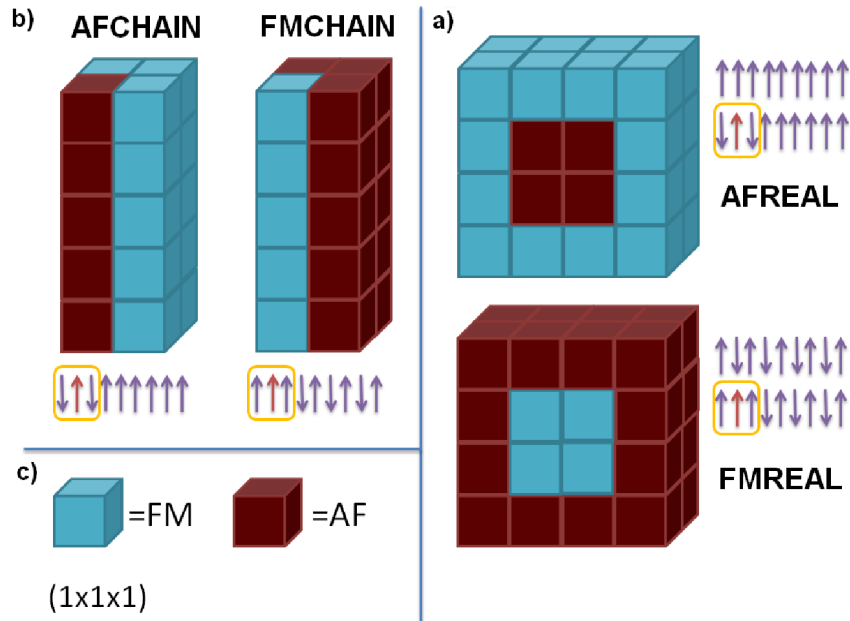 b)
AFCHAIN
FMCHAIN
a)
AFREAL
FMREAL
c)
=FM
=AF
(1x1x1)